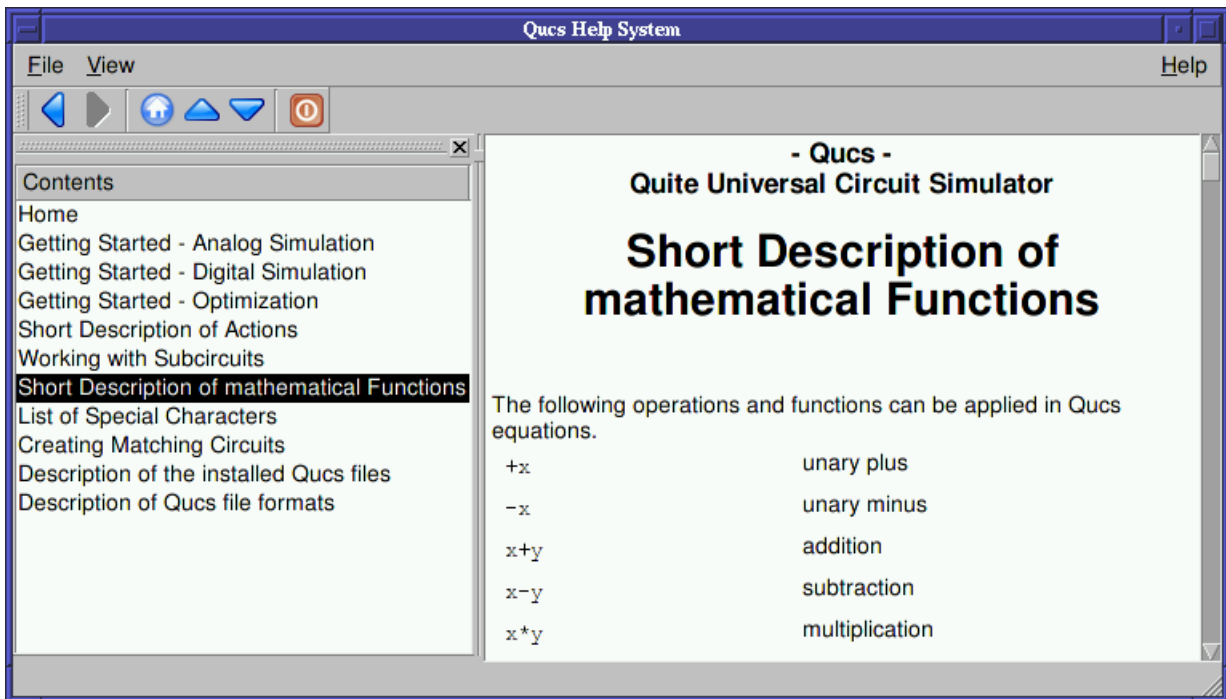 Qucs Help System
File View Help
Contents
Home
Getting Started - Analog Simulation
Getting Started - Digital Simulation
Getting Started - Optimization
Short Description of Actions
Working with Subcircuits
Short Description of mathematical Functions
List of Special Characters
Creating Matching Circuits
Description of the installed Qucs files
Description of Qucs file formats
- Qucs -
Quite Universal Circuit Simulator
Short Description of
mathematical Functions
The following operations and functions can be applied in Qucs
equations.
+x unary plus
-x unary minus
x+y addition
x-y subtraction
x*y multiplication